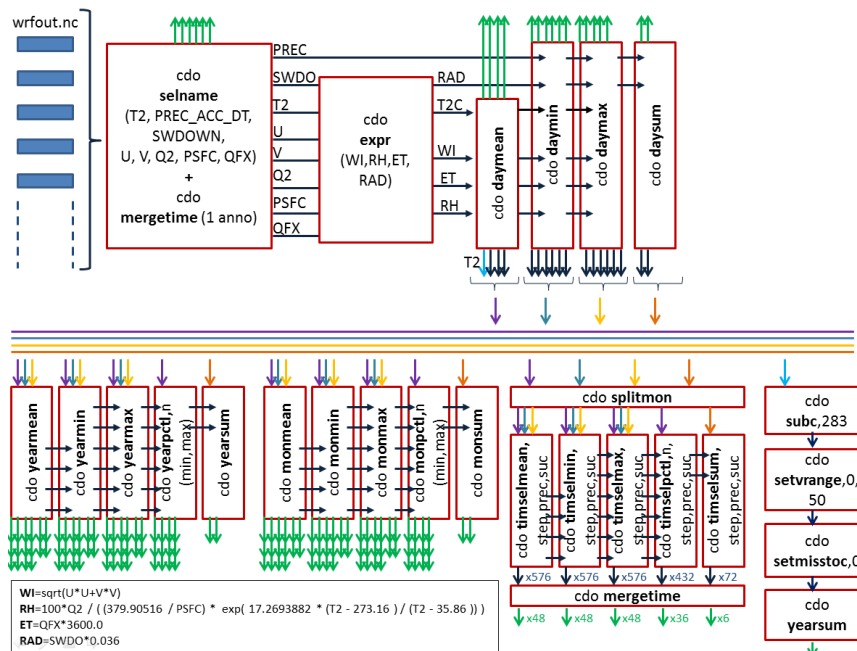 wrfout.nc
cdo
selname
(T2, PREC_ACC_DT,
SWDOWN,
U, V, Q2, PSFC, QFX)
+
cdo
mergetime (1 anno)
PREC
SWDO
T2
U
V
Q2
PSFC
QFX
cdo
expr
(WI,RH,ET,
RAD)
RAD
T2C
WI
ET
RH
cdo daymean
cdo daymin
cdo daymax
cdo daysum
T2
cdo yearmean
cdo yearmin
cdo yearmax
cdo yearpctl,n
(min,max)
cdo yearsum
cdo monmean
cdo monmin
cdo monmax
cdo monpctl,n
(min,max)
cdo monsum
cdo splitmon
cdo timselmean,
step,prec,suc
cdo timselmin,
step,prec,suc
cdo timselmax,
step,prec,suc
cdo timselpctl,n,
step,prec,suc
cdo timselsum,
step,prec,suc
x576
x576
x576
x432
x72
cdo mergetime
x48
x48
x48
x36
x6
cdo
subc,283
cdo
setvrange,0,
50
cdo
setmisstoc,0
cdo
yearsum
WI=sqrt(U*U+V*V)
RH=100*Q2 / ( (379.90516 / PSFC) * exp( 17.2693882 * (T2 - 273.16 ) / (T2 - 35.86 )) )
ET=QFX*3600.0
RAD=SWDO*0.036